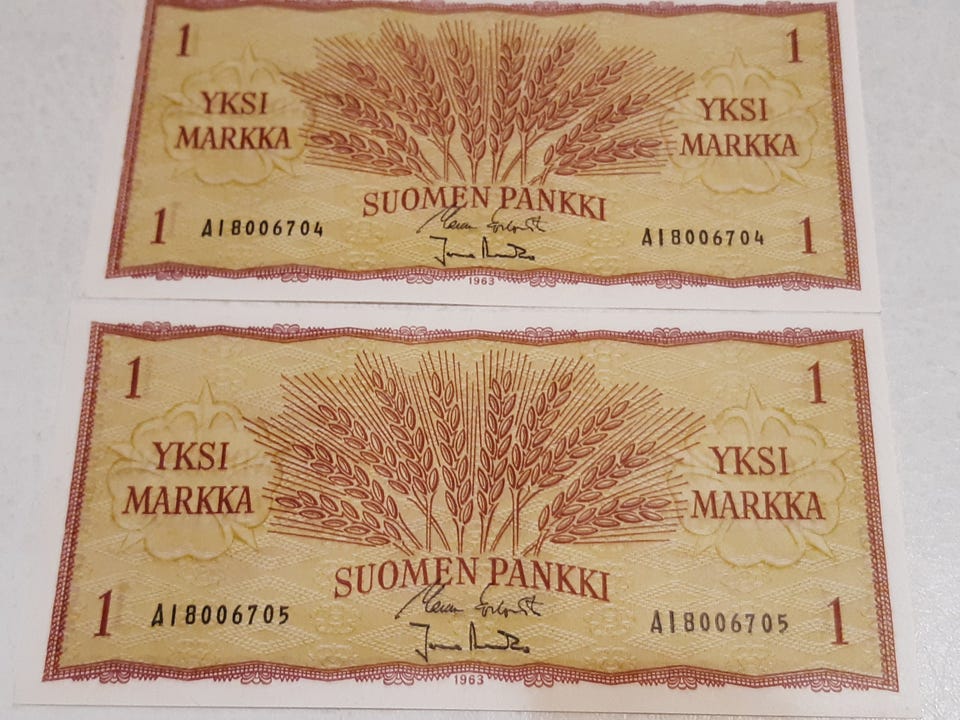 1 1
YKSI MARKKA
YKSI MARKKA
SUOMEN PANKKI
1 AI8006704 AI8006704 1
1963
1 1
YKSI MARKKA
YKSI MARKKA
SUOMEN PANKKI
1 AI8006705 AI8006705 1
1963